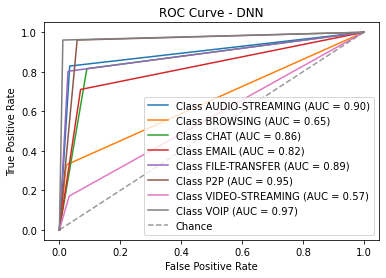 ROC Curve - DNN
True Positive Rate
1.0
0.8
0.6
0.4
0.2
0.0
Class AUDIO-STREAMING (AUC = 0.90)
Class BROWSING (AUC = 0.65)
Class CHAT (AUC = 0.86)
Class EMAIL (AUC = 0.82)
Class FILE-TRANSFER (AUC = 0.89)
Class P2P (AUC = 0.95)
Class VIDEO-STREAMING (AUC = 0.57)
Class VOIP (AUC = 0.97)
Chance
0.0 0.2 0.4 0.6 0.8 1.0
False Positive Rate